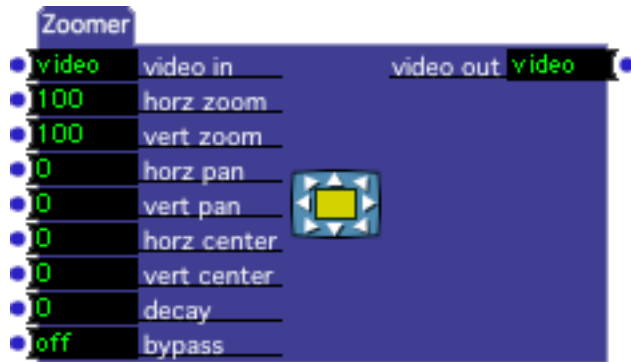 Zoomer
video video in video out video
100 horz zoom
100 vert zoom
0 horz pan
0 vert pan
0 horz center
0 vert center
0 decay
off bypass